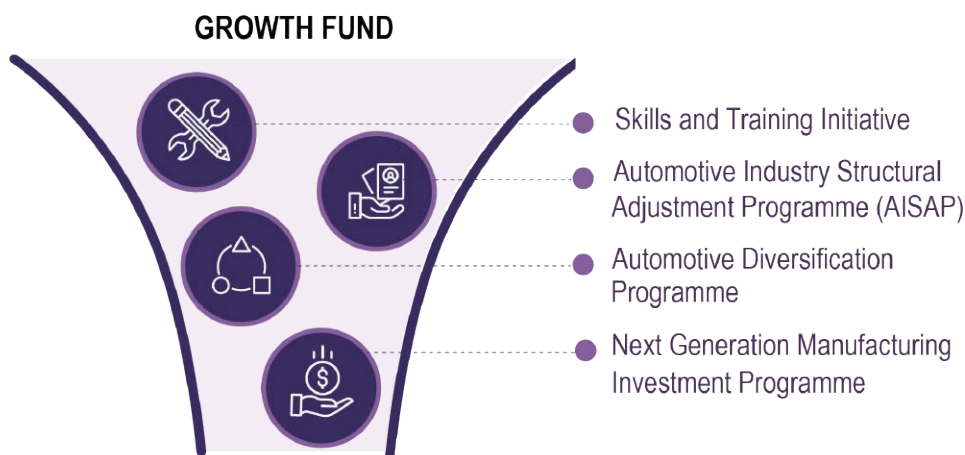 GROWTH FUND
Skills and Training Initiative
Automotive Industry Structural
Adjustment Programme (AISAP)
Automotive Diversification
Programme
Next Generation Manufacturing
Investment Programme
$